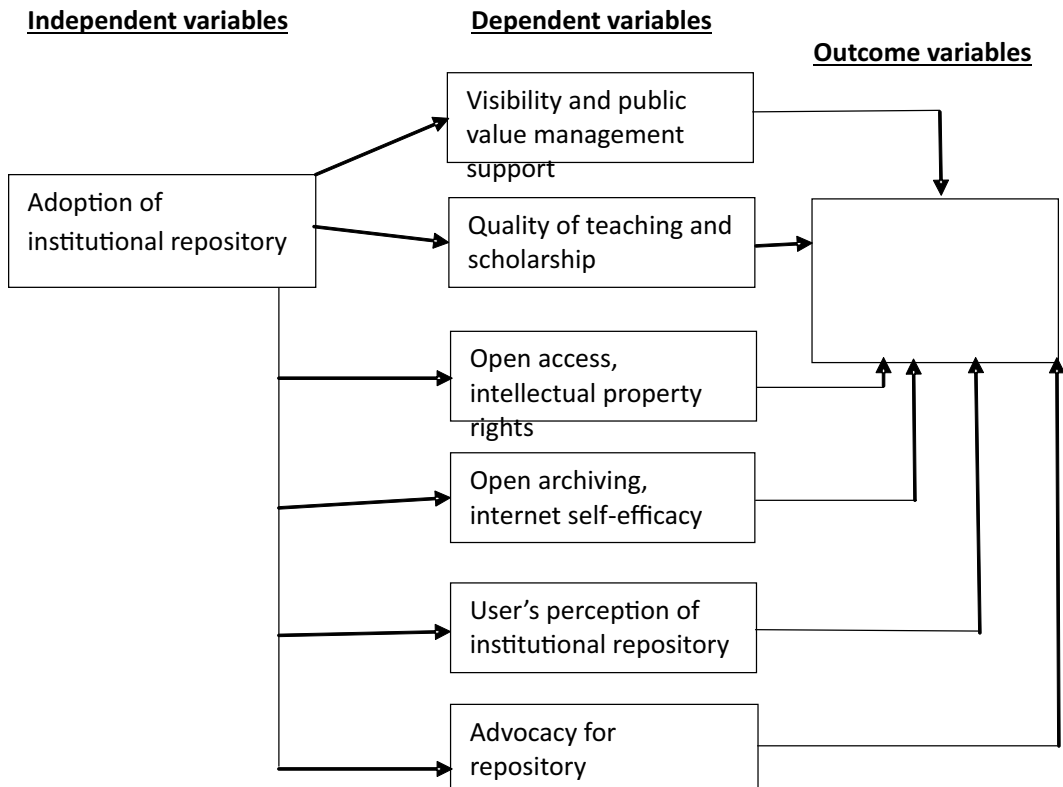 Independent variables
Dependent variables
Outcome variables
Visibility and public
value management
support
Adoption of
institutional repository
Quality of teaching and
scholarship
Open access,
intellectual property
rights
Open archiving,
internet self-efficacy
User’s perception of
institutional repository
Advocacy for
repository